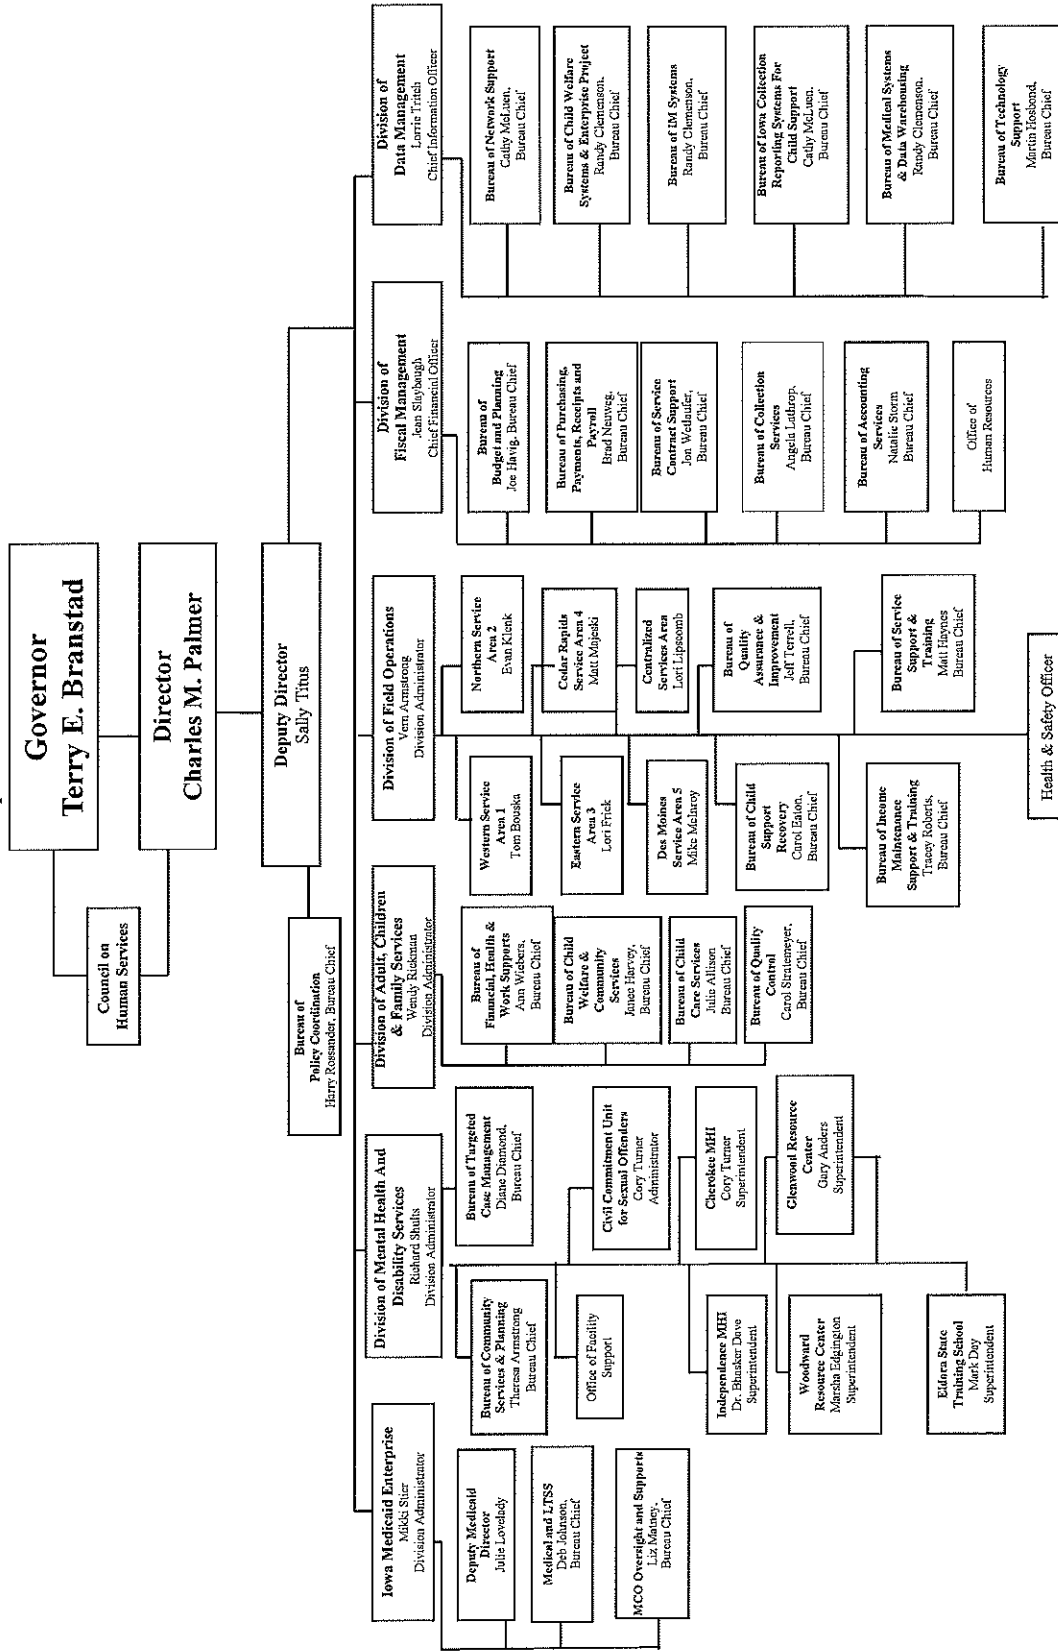 Governor
Terry E. Branstad
Council on
Human Services
Director
Charles M. Palmer
Deputy Director
Sally Titus
Bureau of
Policy Coordination
Harry Rossander, Bureau Chief
Iowa Medicaid Enterprise
Mikki Stier
Division Administrator
Deputy Medicaid
Director
Julie Lovelady
Medical and LTSS
Deb Johnson,
Bureau Chief
MCO Oversight and Supports
Liz Matney,
Bureau Chief
Division of Mental Health And
Disability Services
Richard Shults
Division Administrator
Bureau of Community
Services & Planning
Theresa Armstrong
Bureau Chief
Bureau of Targeted
Case Management
Diane Diamond,
Bureau Chief
Office of Facility
Support
Civil Commitment Unit
for Sexual Offenders
Cory Turner
Administrator
Independence MHI
Dr. Bhasker Dave
Superintendent
Cherokee MHI
Cory Turner
Superintendent
Woodward
Resource Center
Marsha Edgington
Superintendent
Glenwood Resource
Center
Gary Anders
Superintendent
Eldora State
Training School
Mark Day
Superintendent
Division of Adult, Children
& Family Services
Wendy Rickman
Division Administrator
Bureau of
Financial, Health &
Work Supports
Ann Wiebers,
Bureau Chief
Bureau of Child
Welfare &
Community
Services
Janee Harvey,
Bureau Chief
Bureau of Child
Care Services
Julie Allison
Bureau Chief
Bureau of Quality
Control
Carol Stratemeyer,
Bureau Chief
Division of Field Operations
Vern Armstrong
Division Administrator
Western Service
Area 1
Tom Bouska
Northern Service
Area 2
Evan Klenk
Eastern Service
Area 3
Lori Frick
Cedar Rapids
Service Area 4
Matt Majeski
Des Moines
Service Area 5
Mike McInroy
Centralized
Services Area
Lori Lipscomb
Bureau of Child
Support
Recovery
Carol Eaton,
Bureau Chief
Bureau of
Quality
Assurance &
Improvement
Jeff Terrell,
Bureau Chief
Bureau of Income
Maintenance
Support & Training
Tracey Roberts,
Bureau Chief
Bureau of Service
Support &
Training
Matt Haynes
Bureau Chief
Health & Safety Officer
Division of
Fiscal Management
Jean Slaybaugh
Chief Financial Officer
Bureau of
Budget and Planning
Joe Havig, Bureau Chief
Bureau of Purchasing,
Payments, Receipts and
Payroll
Brad Neuweg,
Bureau Chief
Bureau of Service
Contract Support
Jon Wetlaufer,
Bureau Chief
Bureau of Collection
Services
Angela Lathrop,
Bureau Chief
Bureau of Accounting
Services
Natalie Storm
Bureau Chief
Office of
Human Resources
Division of
Data Management
Lorrie Tritch
Chief Information Officer
Bureau of Network Support
Cathy McLuen,
Bureau Chief
Bureau of Child Welfare
Systems & Enterprise Project
Randy Clemenson,
Bureau Chief
Bureau of IM Systems
Randy Clemenson,
Bureau Chief
Bureau of Iowa Collection
Reporting Systems For
Child Support
Cathy McLuen,
Bureau Chief
Bureau of Medical Systems
& Data Warehousing
Randy Clemenson,
Bureau Chief
Bureau of Technology
Support
Martin Hosbond,
Bureau Chief